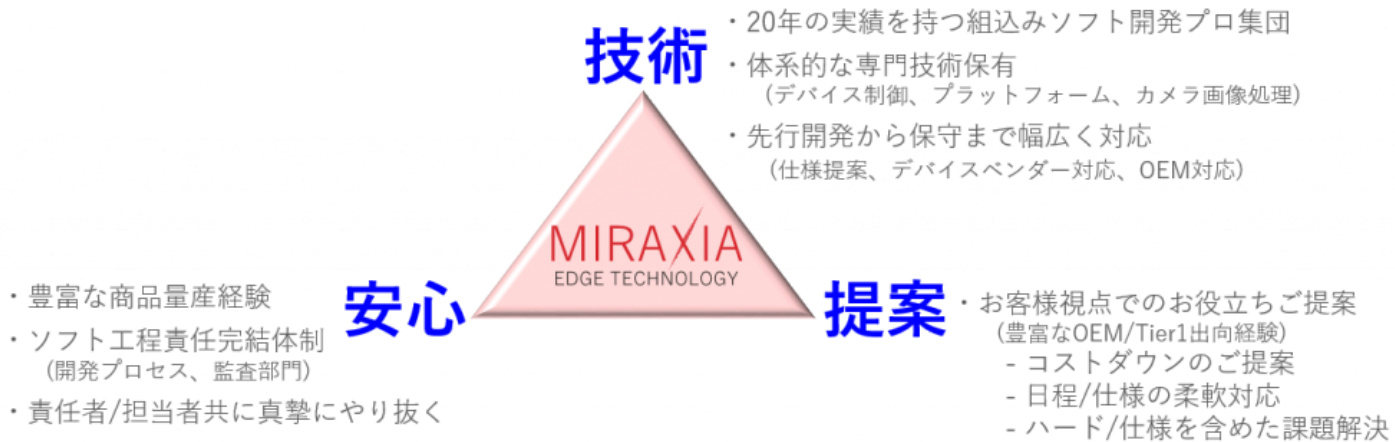 技術
・20年の実績を持つ組込みソフト開発プロ集団
・体系的な専門技術保有
(デバイス制御、プラットフォーム、カメラ画像処理)
・先行開発から保守まで幅広く対応
(仕様提案、デバイスベンダー対応、OEM対応)
MIRAXIA
EDGE TECHNOLOGY
安心
・豊富な商品量産経験
・ソフト工程責任完結体制
(開発プロセス、監査部門)
・責任者/担当者共に真摯にやり抜く
提案
・お客様視点でのお役立ちご提案
(豊富なOEM/Tier1出向経験)
- コストダウンのご提案
- 日程/仕様の柔軟対応
- ハード/仕様を含めた課題解決